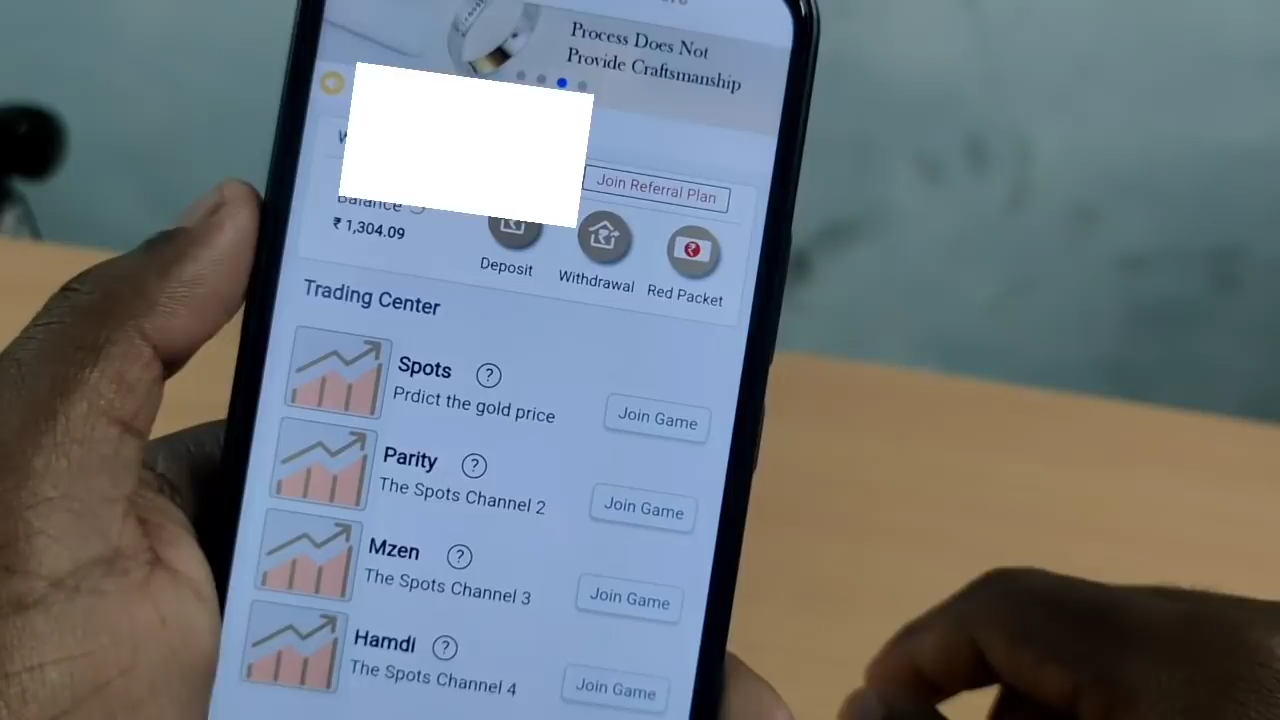 Process Does Not
Provide Craftsmanship
Join Referral Plan
Balance
₹ 1,304.09
Deposit
Withdrawal
Red Packet
Trading Center
Spots ?
Prdict the gold price
Join Game
Parity ?
The Spots Channel 2
Join Game
Mzen ?
The Spots Channel 3
Join Game
Hamdi ?
The Spots Channel 4
Join Game